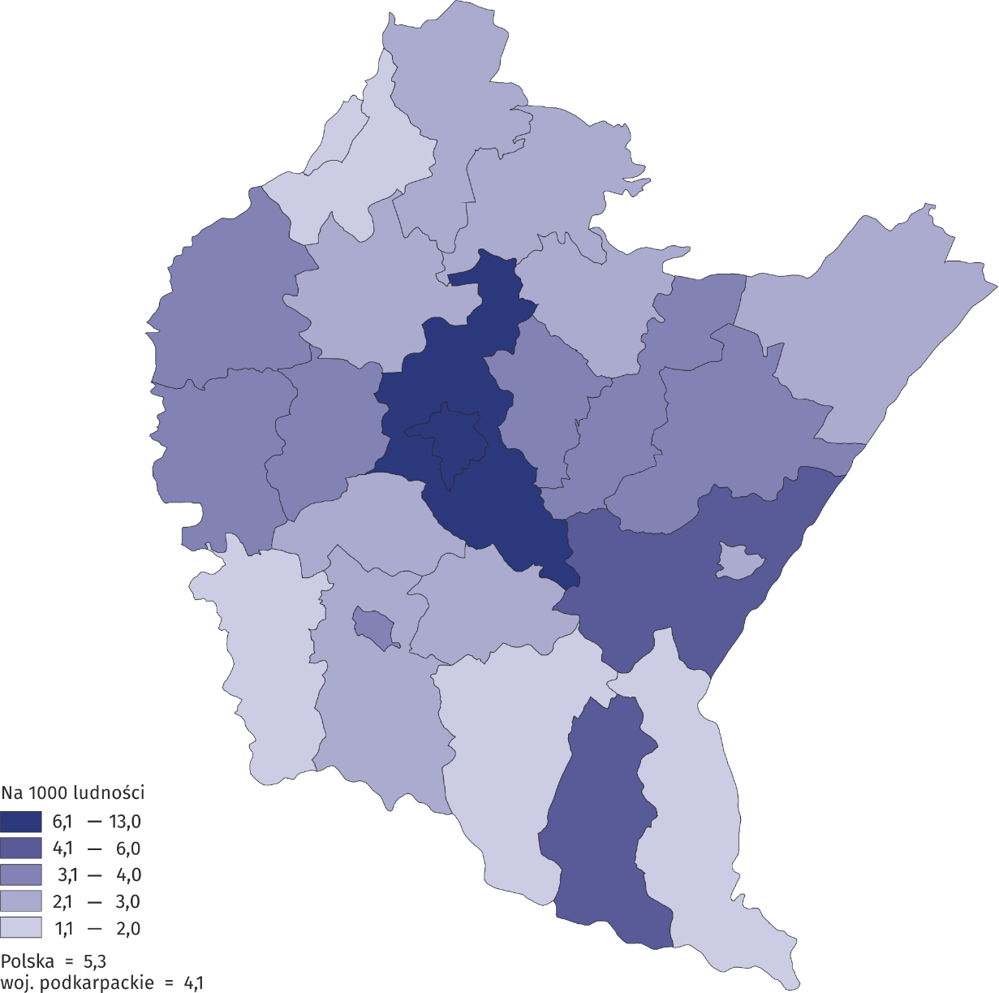 Na 1000 ludności
6,1 – 13,0
4,1 – 6,0
3,1 – 4,0
2,1 – 3,0
1,1 – 2,0
Polska = 5,3
woj. podkarpackie = 4,1